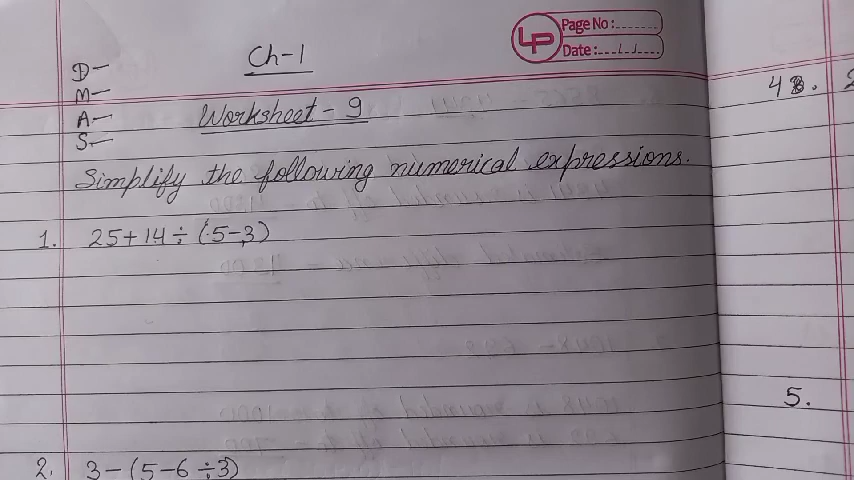 Ch-1
LP
Page No:
Date:
D-
M-
A-
S-
Worksheet - 9
Simplify the following numerical expressions.
1. 25+14÷(5-3)
2. 3-(5-6÷3)
5.